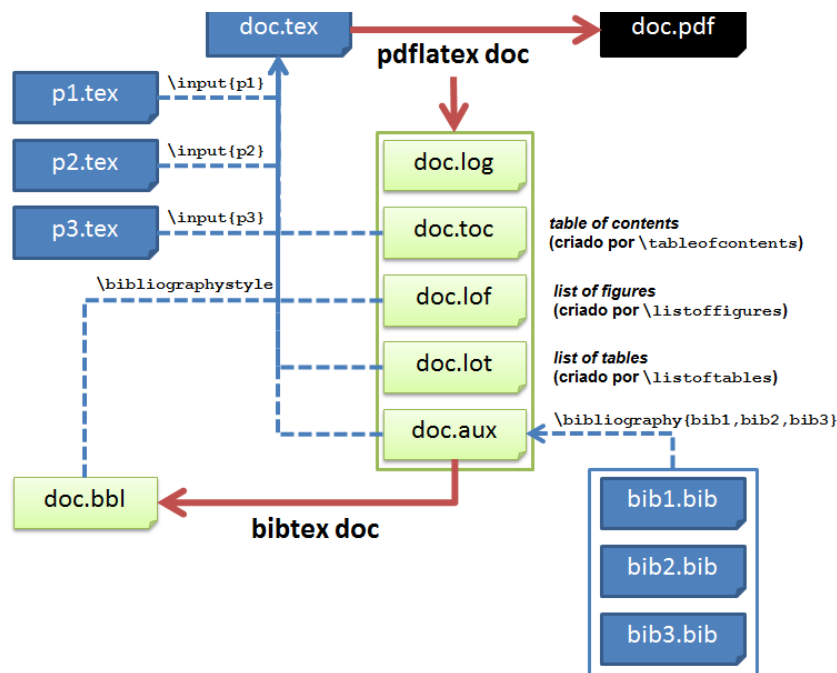 doc.tex
doc.pdf
pdflatex doc
p1.tex
\input{p1}
p2.tex
\input{p2}
p3.tex
\input{p3}
doc.log
doc.toc
table of contents
(criado por \tableofcontents)
\bibliographystyle
doc.lof
list of figures
(criado por \listoffigures)
doc.lot
list of tables
(criado por \listoftables)
doc.aux
\bibliography{bib1,bib2,bib3}
doc.bbl
bibtex doc
bib1.bib
bib2.bib
bib3.bib